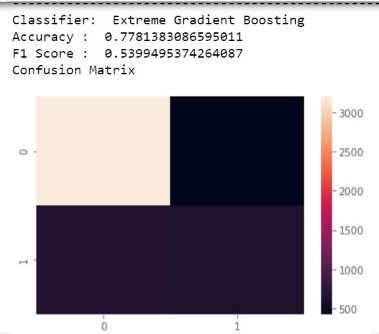 Classifier:  Extreme Gradient Boosting
Accuracy :  0.7781383086595011
F1 Score :  0.5399495374264087
Confusion Matrix
3200
0
2500
2000
1500
1
1000
500
0 1